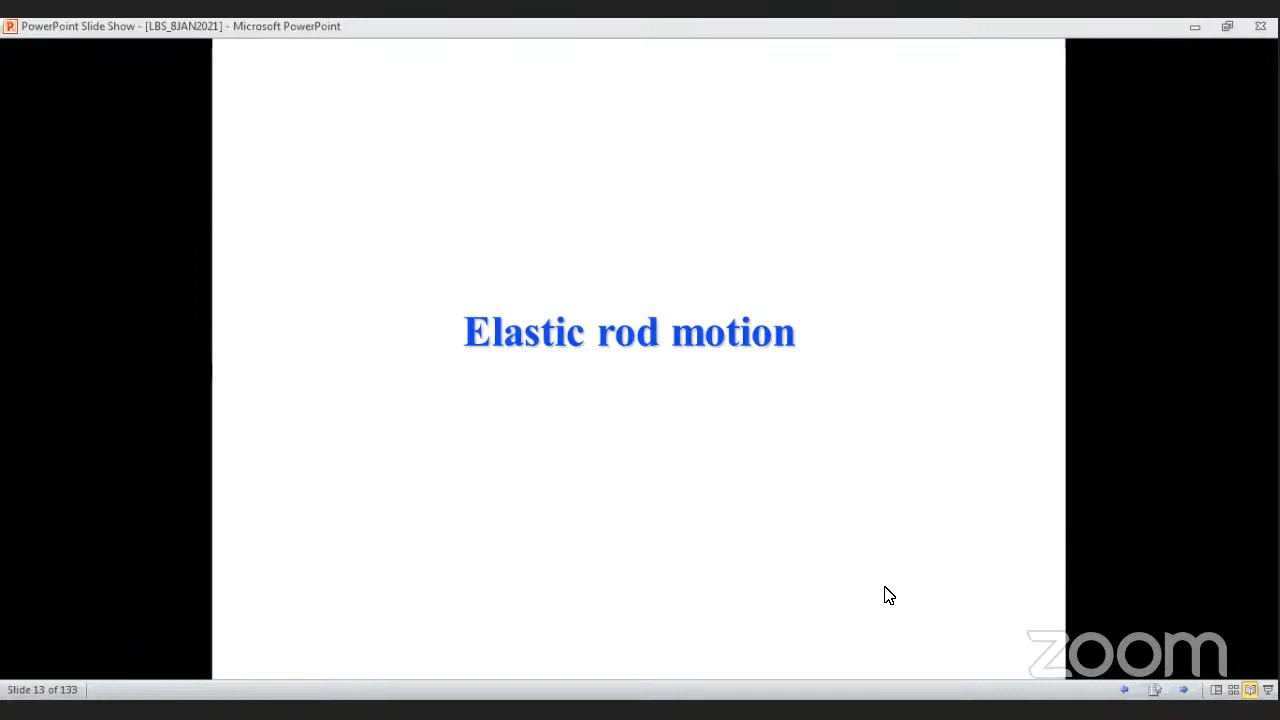 PowerPoint Slide Show - [LBS_8JAN2021] - Microsoft PowerPoint
Elastic rod motion
zoom
Slide 13 of 133